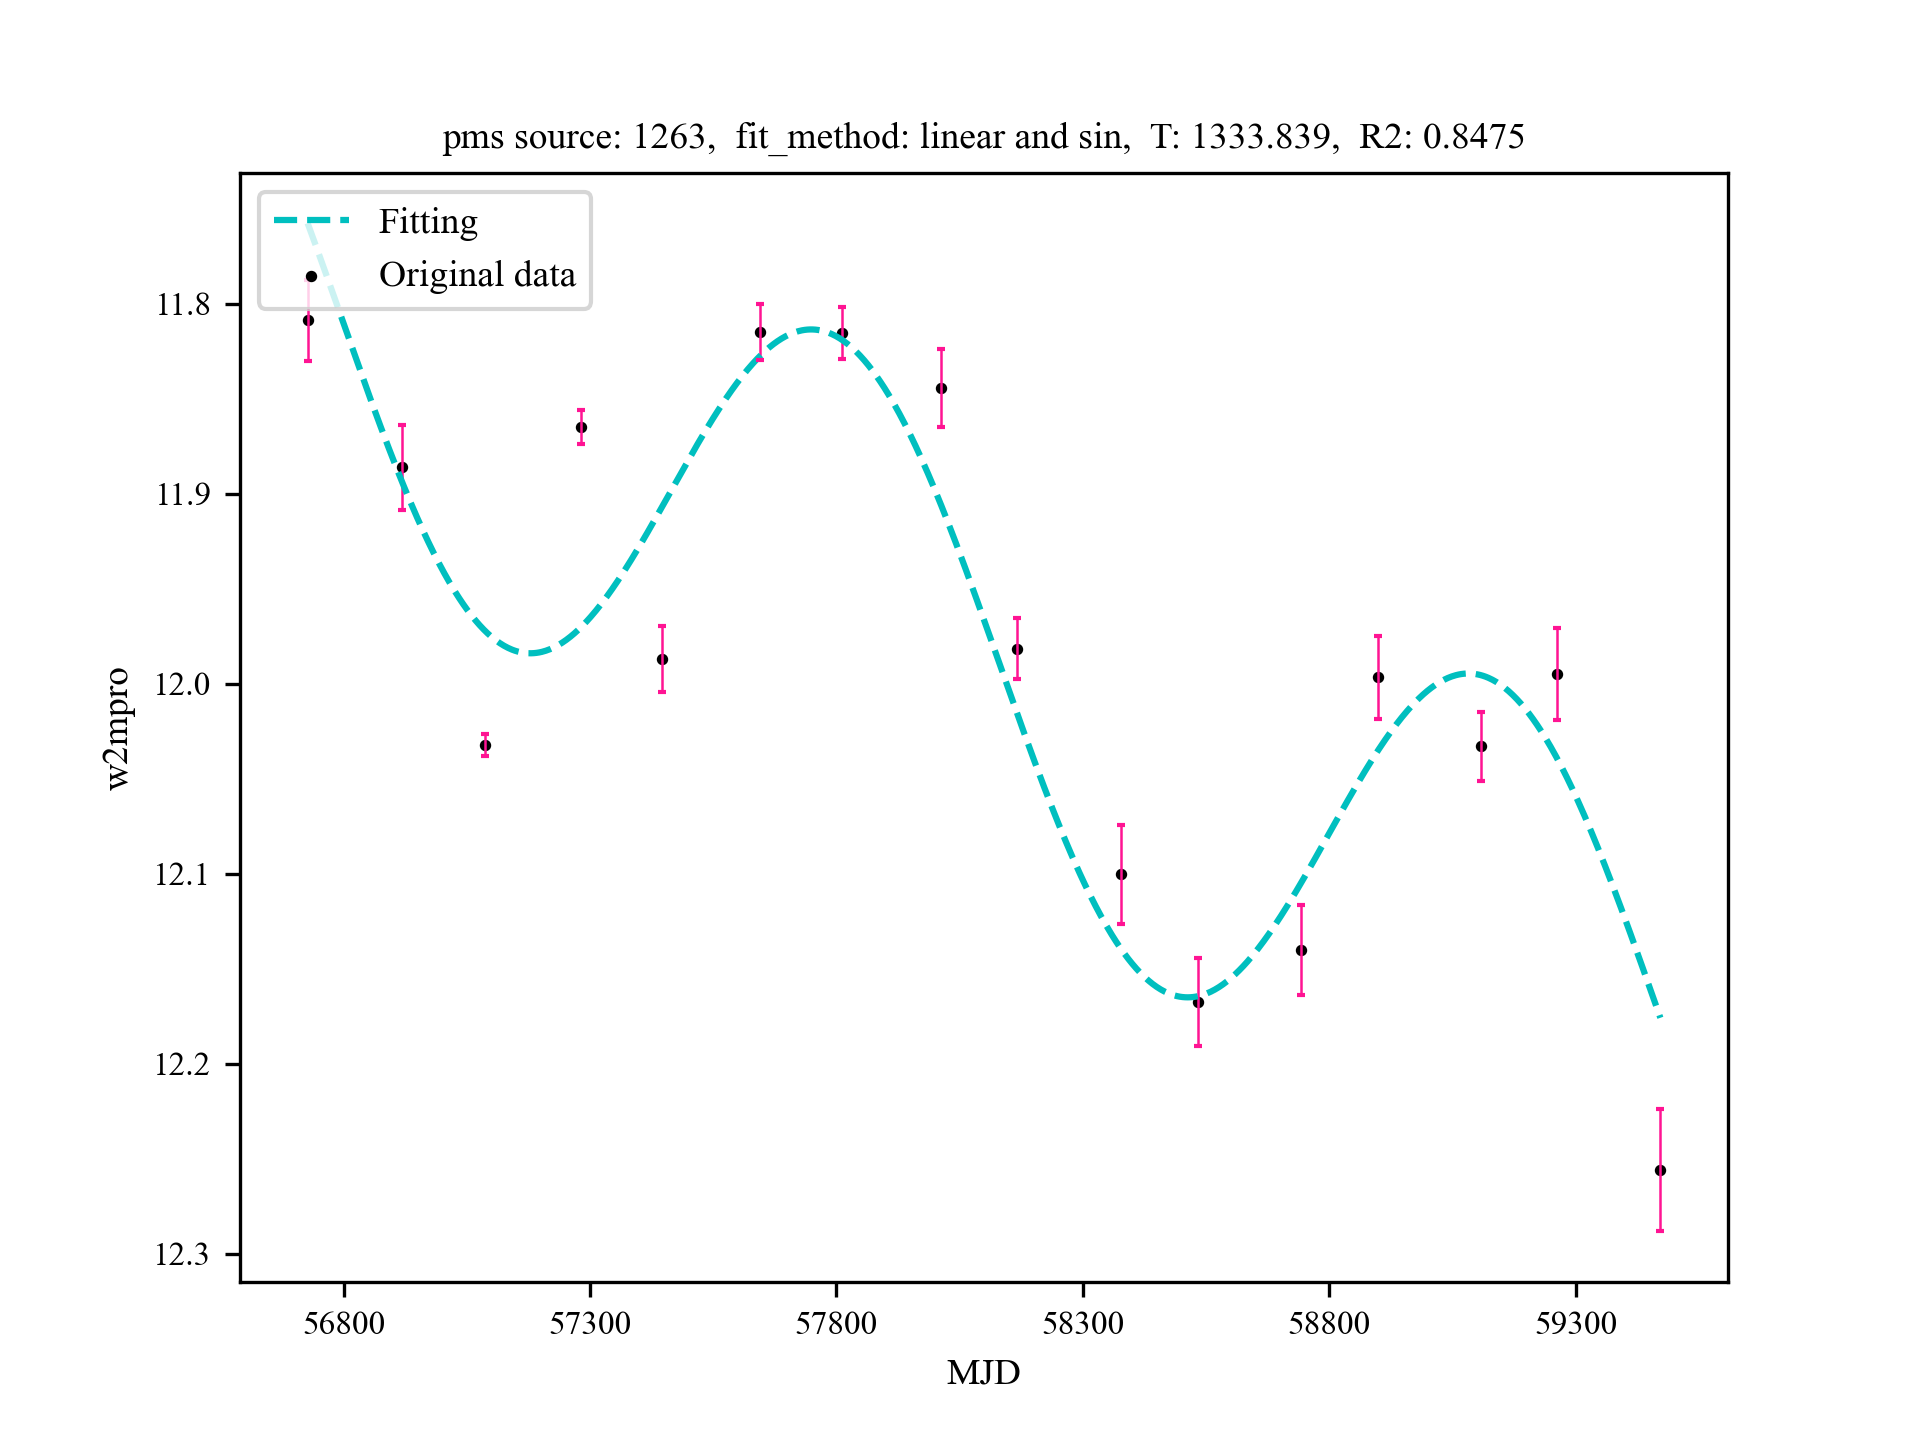 pms source: 1263,  fit_method: linear and sin,  T: 1333.839,  R2: 0.8475
Fitting
Original data
11.8
11.9
12.0
12.1
12.2
12.3
w2mpro
56800 57300 57800 58300 58800 59300
MJD